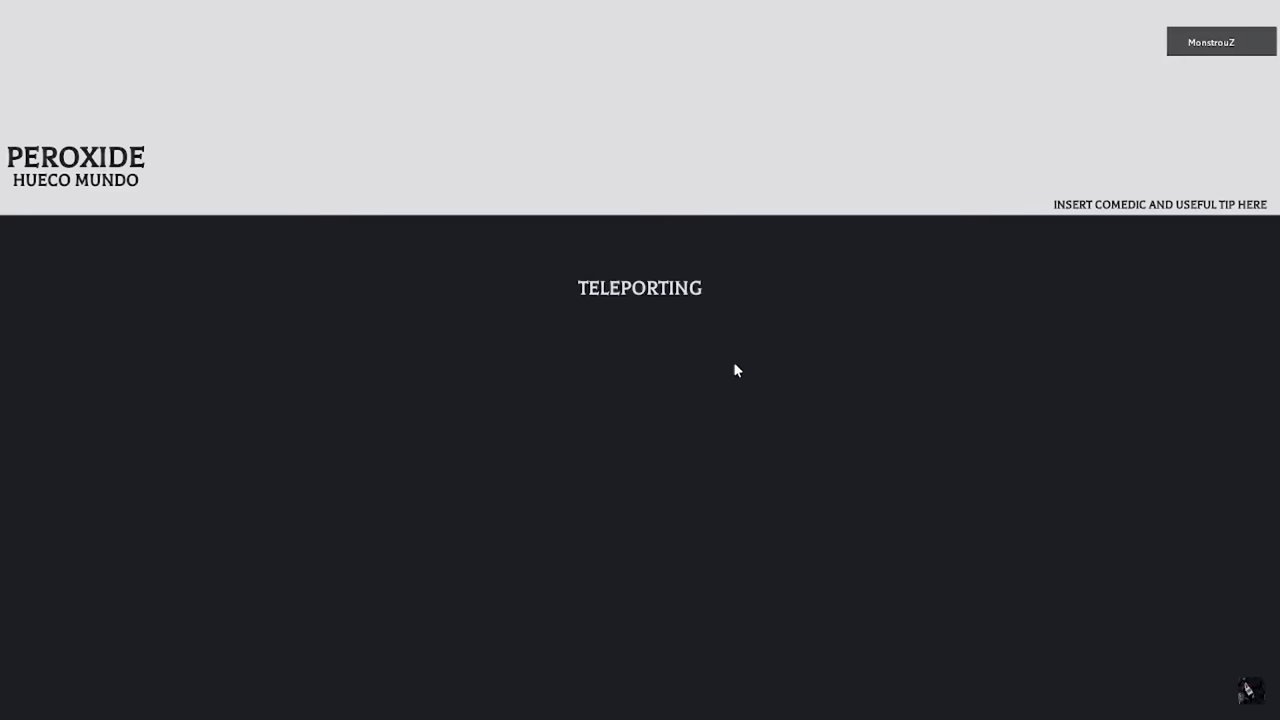 MonstrouZ
PEROXIDE
HUECO MUNDO
INSERT COMEDIC AND USEFUL TIP HERE
TELEPORTING